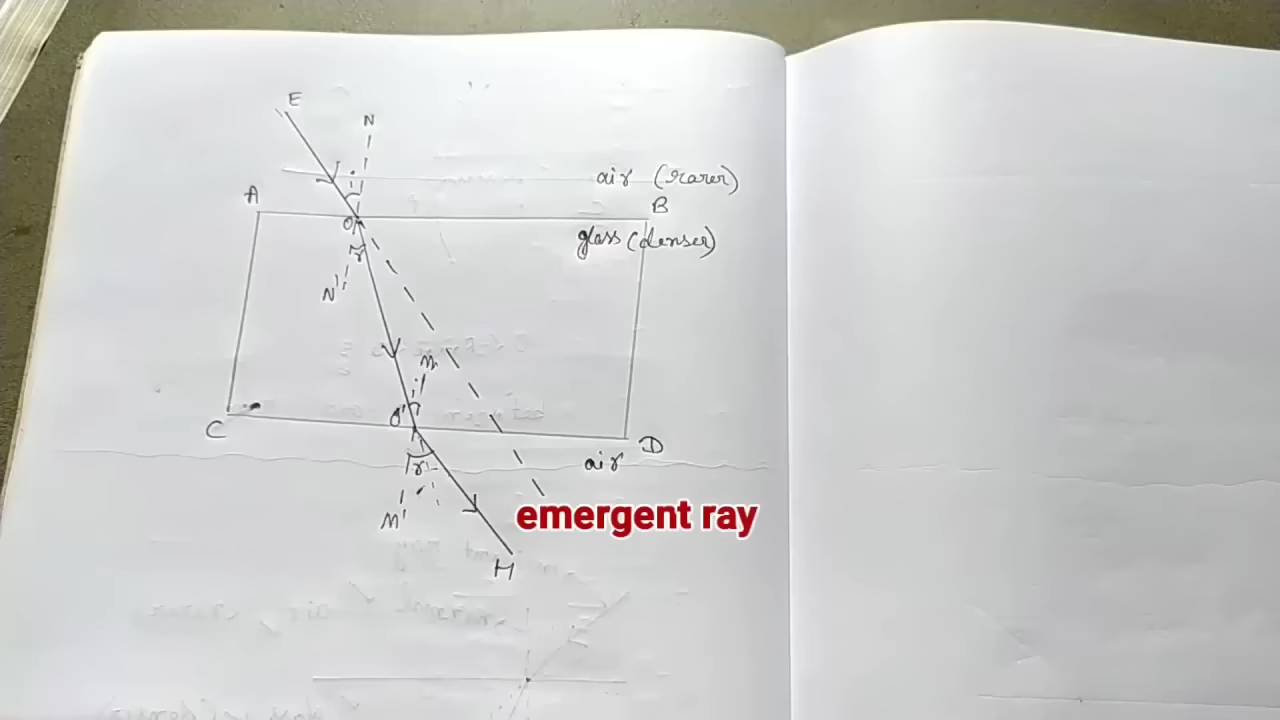 E
N
i
air (rarer)
A
B
O
glass (denser)
r
N'
M
O'
C
D
air
r
M'
emergent ray
H